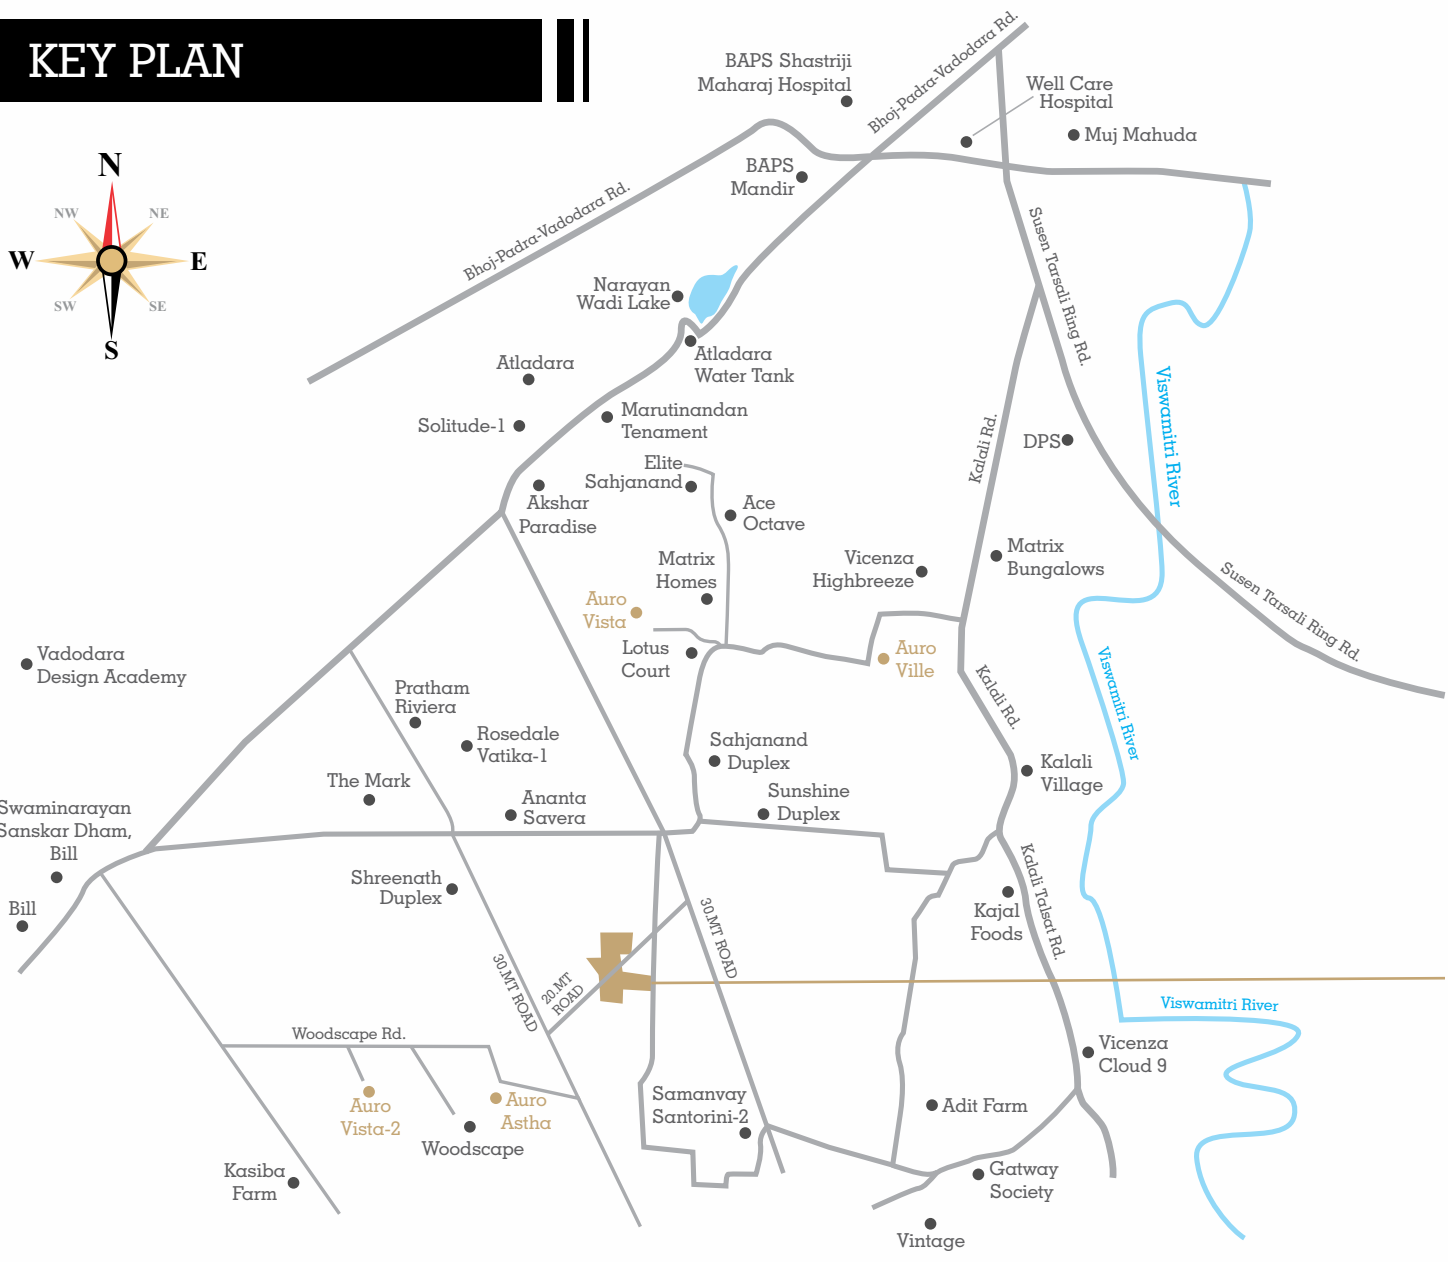 KEY PLAN
N
NW
NE
W
E
SW
SE
S
BAPS Shastriji
Maharaj Hospital
Bhoj-Padra-Vadodara Rd.
Well Care
Hospital
Muj Mahuda
BAPS
Mandir
Bhoj-Padra-Vadodara Rd.
Susen Tarsali Ring Rd.
Narayan
Wadi Lake
Atladara
Water Tank
Atladara
Solitude-1
Marutinandan
Tenament
Viswamitri River
Kalali Rd.
DPS
Elite
Sahjanand
Akshar
Paradise
Ace
Octave
Matrix
Homes
Vicenza
Highbreeze
Matrix
Bungalows
Susen Tarsali Ring Rd.
Auro
Vista
Lotus
Court
Auro
Ville
Vadodara
Design Academy
Kalali Rd.
Viswamitri River
Pratham
Riviera
Rosedale
Vatika-1
Sahjanand
Duplex
Kalali
Village
The Mark
Ananta
Savera
Sunshine
Duplex
Swaminarayan
Sanskar Dham,
Bill
Bill
Shreenath
Duplex
Kajal
Foods
Kalali Talsat Rd.
30.MT ROAD
30.MT ROAD
20.MT
ROAD
Viswamitri River
Woodscape Rd.
Vicenza
Cloud 9
Auro
Vista-2
Auro
Astha
Woodscape
Samanvay
Santorini-2
Adit Farm
Kasiba
Farm
Gatway
Society
Vintage